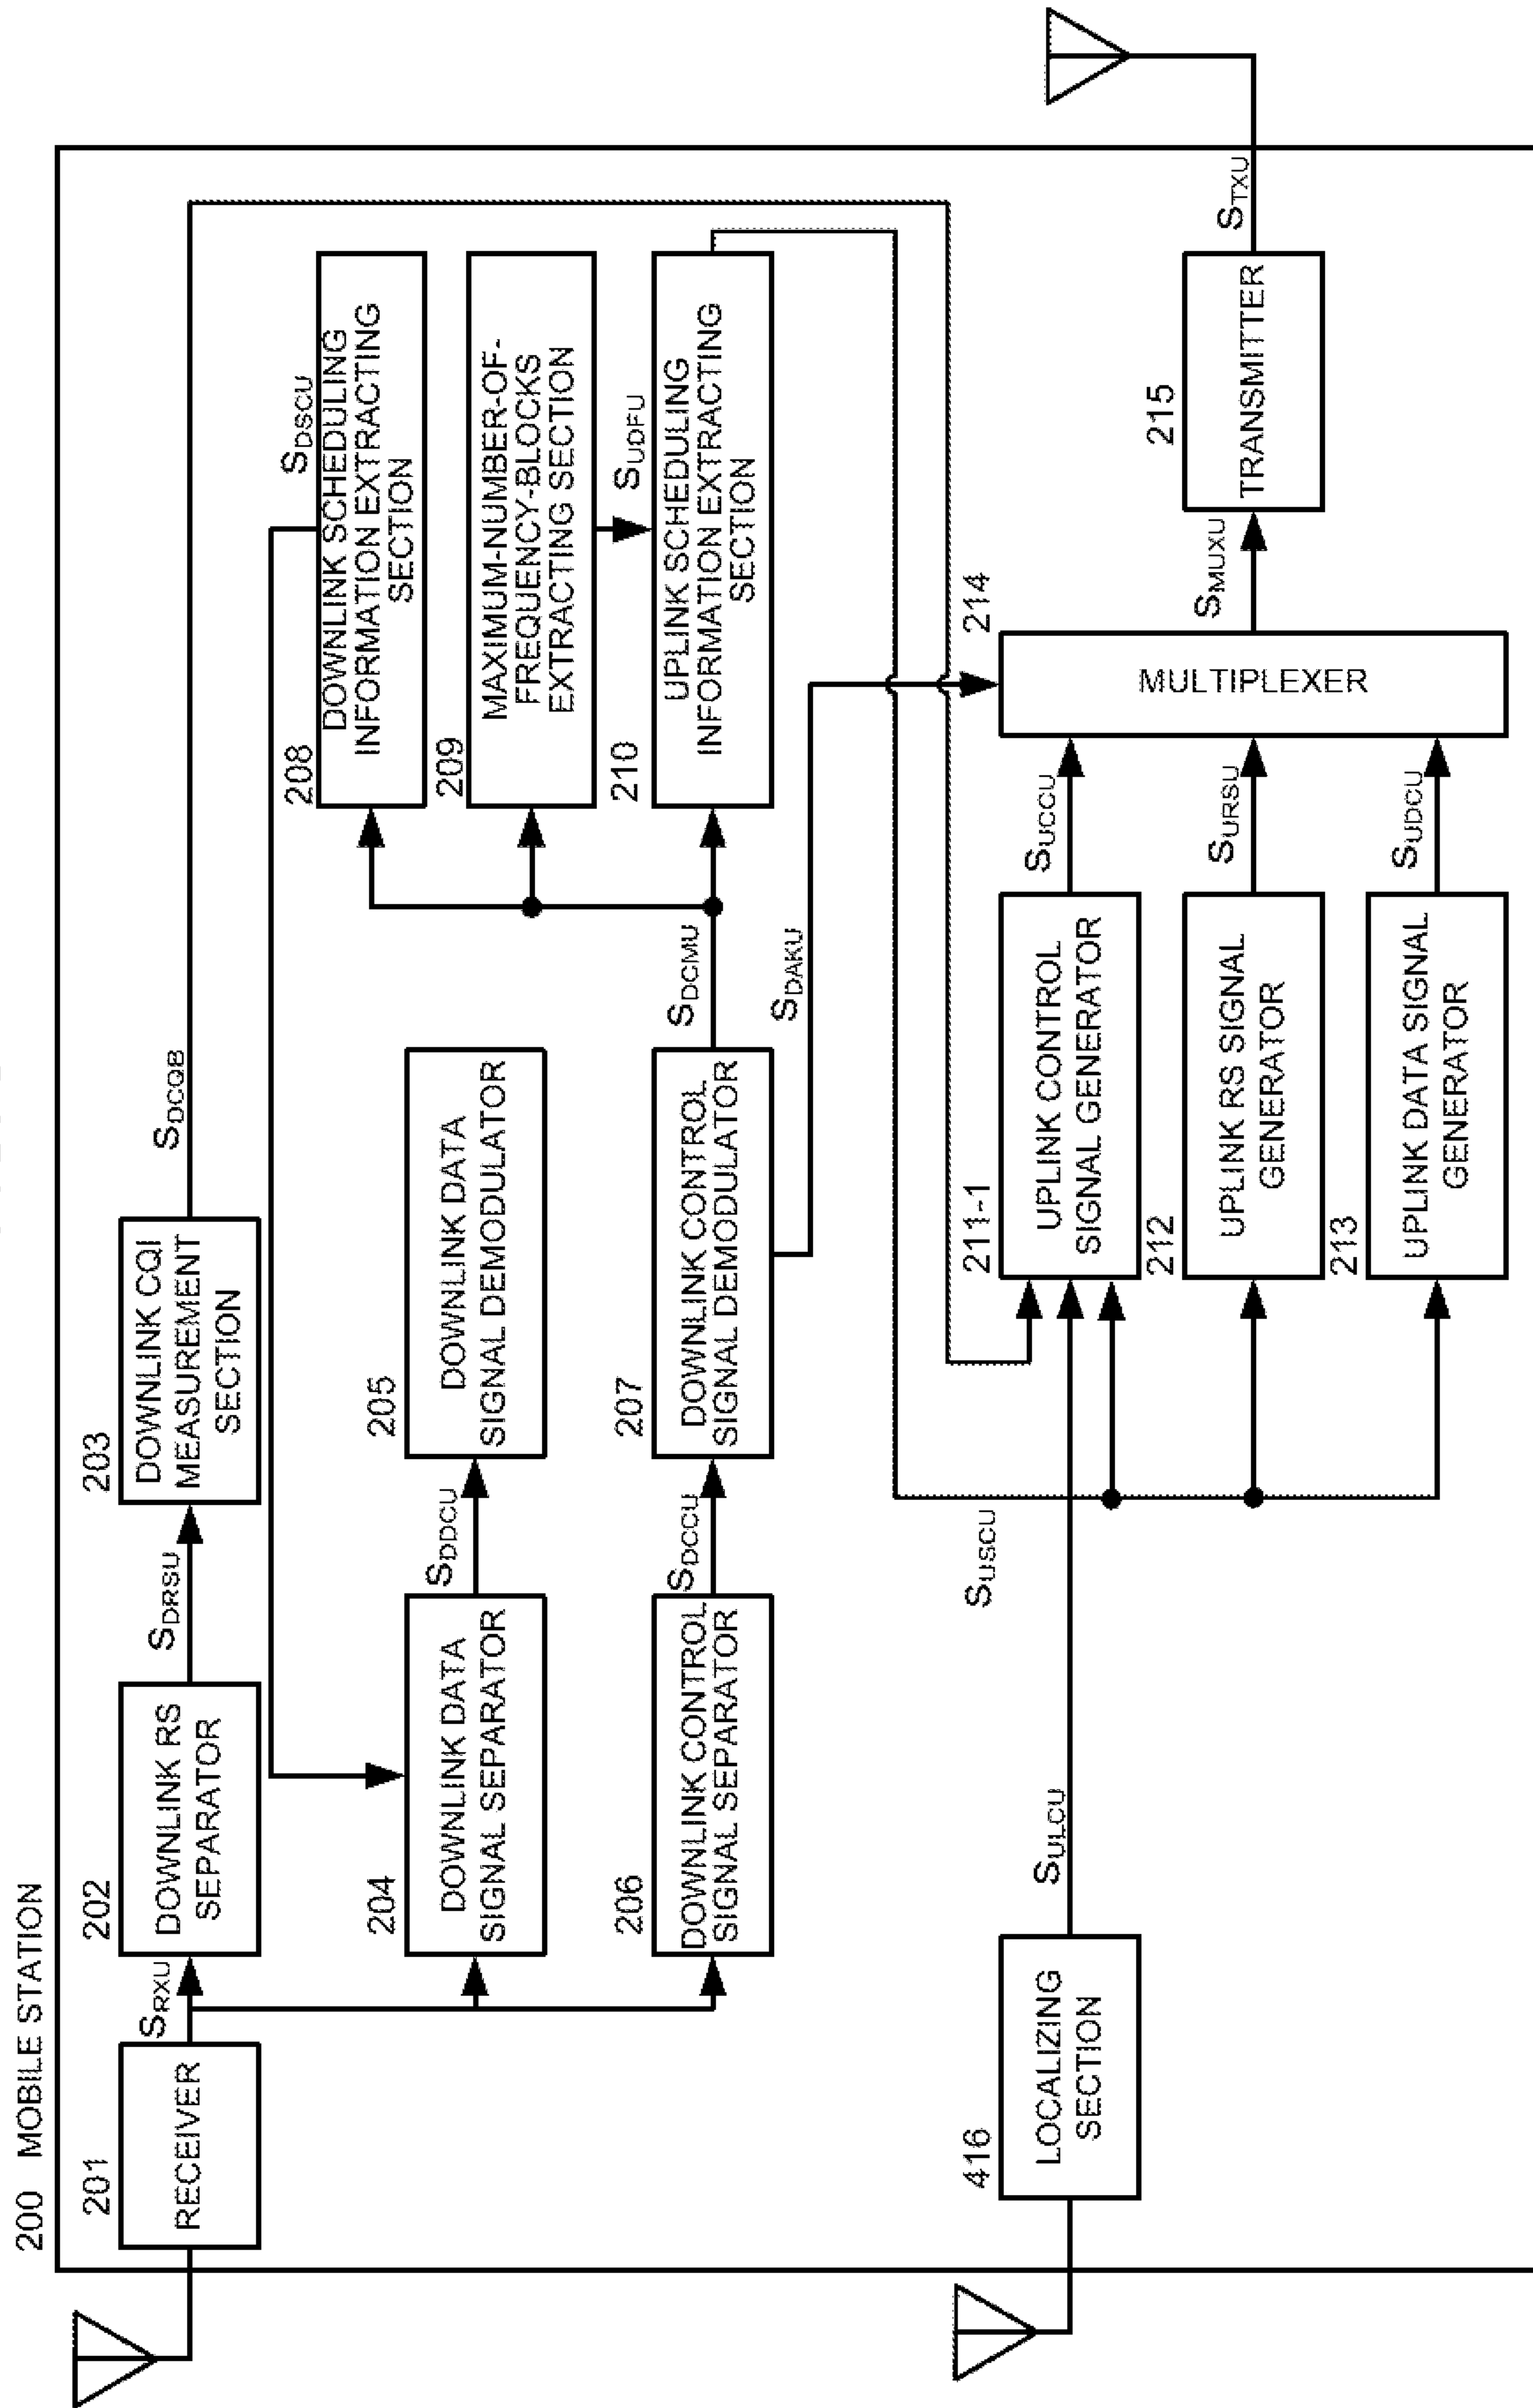 200 MOBILE STATION
201
RECEIVER
SRXU
202
DOWNLINK RS
SEPARATOR
SDRSU
203
DOWNLINK CQI
MEASUREMENT
SECTION
SDCQB
204
DOWNLINK DATA
SIGNAL SEPARATOR
SDDCU
205
DOWNLINK DATA
SIGNAL DEMODULATOR
206
DOWNLINK CONTROL
SIGNAL SEPARATOR
SDCCU
207
DOWNLINK CONTROL
SIGNAL DEMODULATOR
SDCMU
SDAKU
208
SDSCU
DOWNLINK SCHEDULING
INFORMATION EXTRACTING
SECTION
209
MAXIMUM-NUMBER-OF-
FREQUENCY-BLOCKS
EXTRACTING SECTION
SUDFU
210
UPLINK SCHEDULING
INFORMATION EXTRACTING
SECTION
416
LOCALIZING
SECTION
SULCU
SUSCU
211-1
UPLINK CONTROL
SIGNAL GENERATOR
SUCCU
212
UPLINK RS SIGNAL
GENERATOR
SURSU
213
UPLINK DATA SIGNAL
GENERATOR
SUDCU
214
MULTIPLEXER
SMUXU
215
TRANSMITTER
STXU